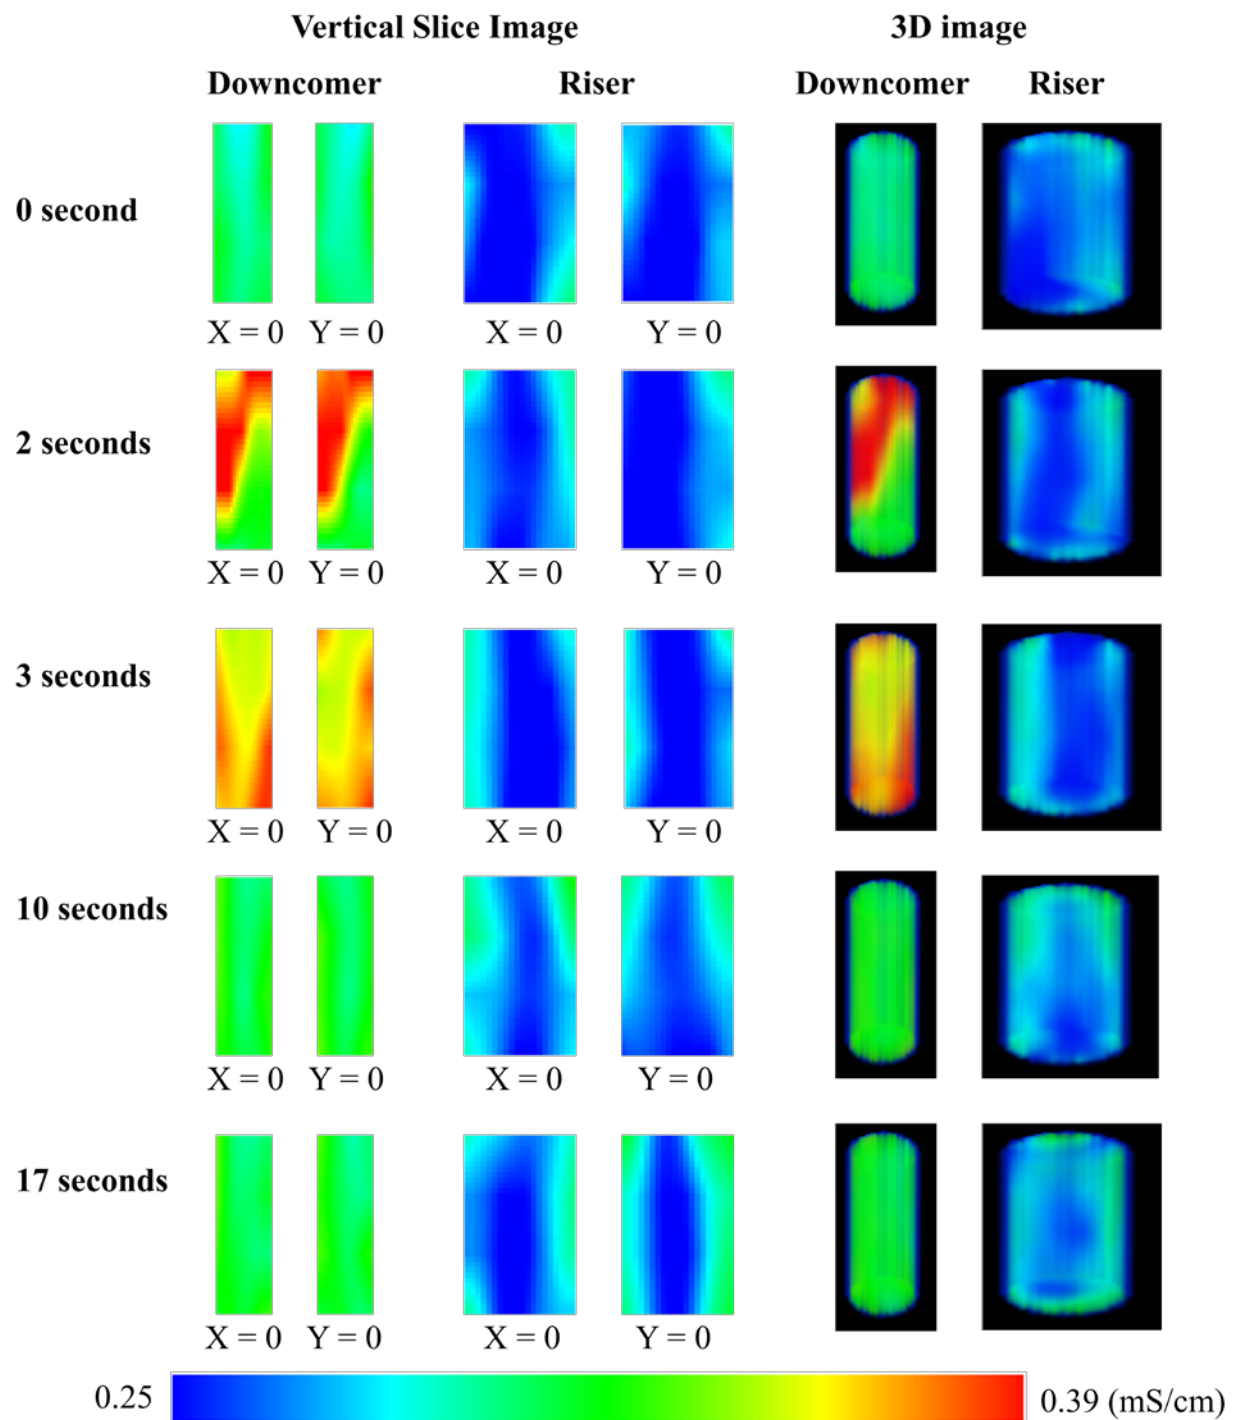 Vertical Slice Image 3D image
Downcomer Riser Downcomer Riser
0 second
X = 0 Y = 0 X = 0 Y = 0
2 seconds
X = 0 Y = 0 X = 0 Y = 0
3 seconds
X = 0 Y = 0 X = 0 Y = 0
10 seconds
X = 0 Y = 0 X = 0 Y = 0
17 seconds
X = 0 Y = 0 X = 0 Y = 0
0.25 0.39 (mS/cm)